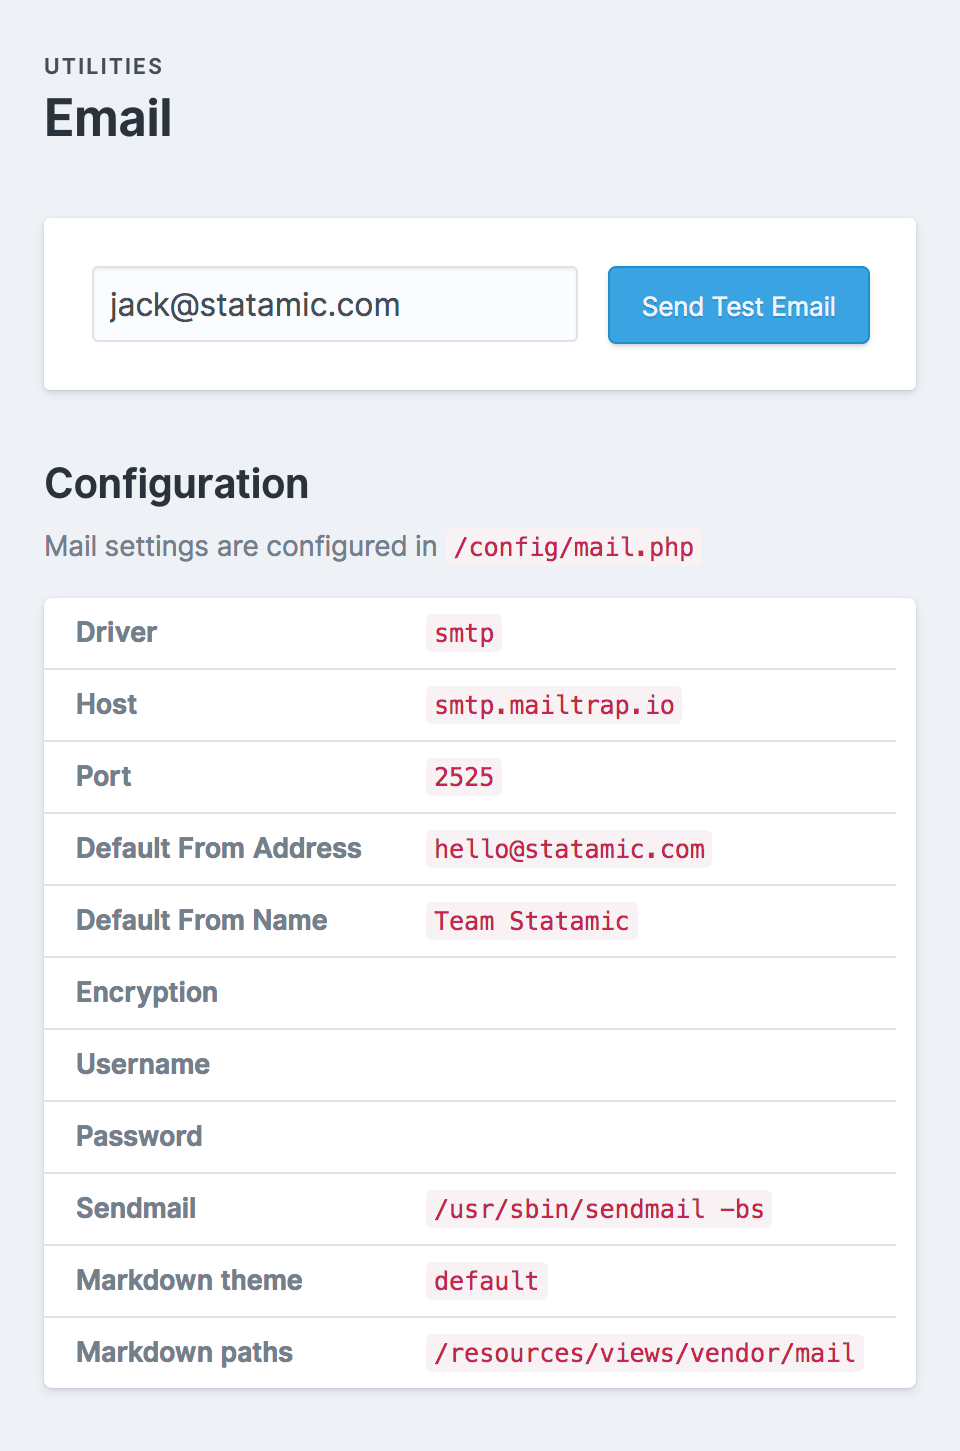 UTILITIES
Email
jack@statamic.com Send Test Email
Configuration
Mail settings are configured in /config/mail.php
Driver smtp
Host smtp.mailtrap.io
Port 2525
Default From Address hello@statamic.com
Default From Name Team Statamic
Encryption
Username
Password
Sendmail /usr/sbin/sendmail -bs
Markdown theme default
Markdown paths /resources/views/vendor/mail